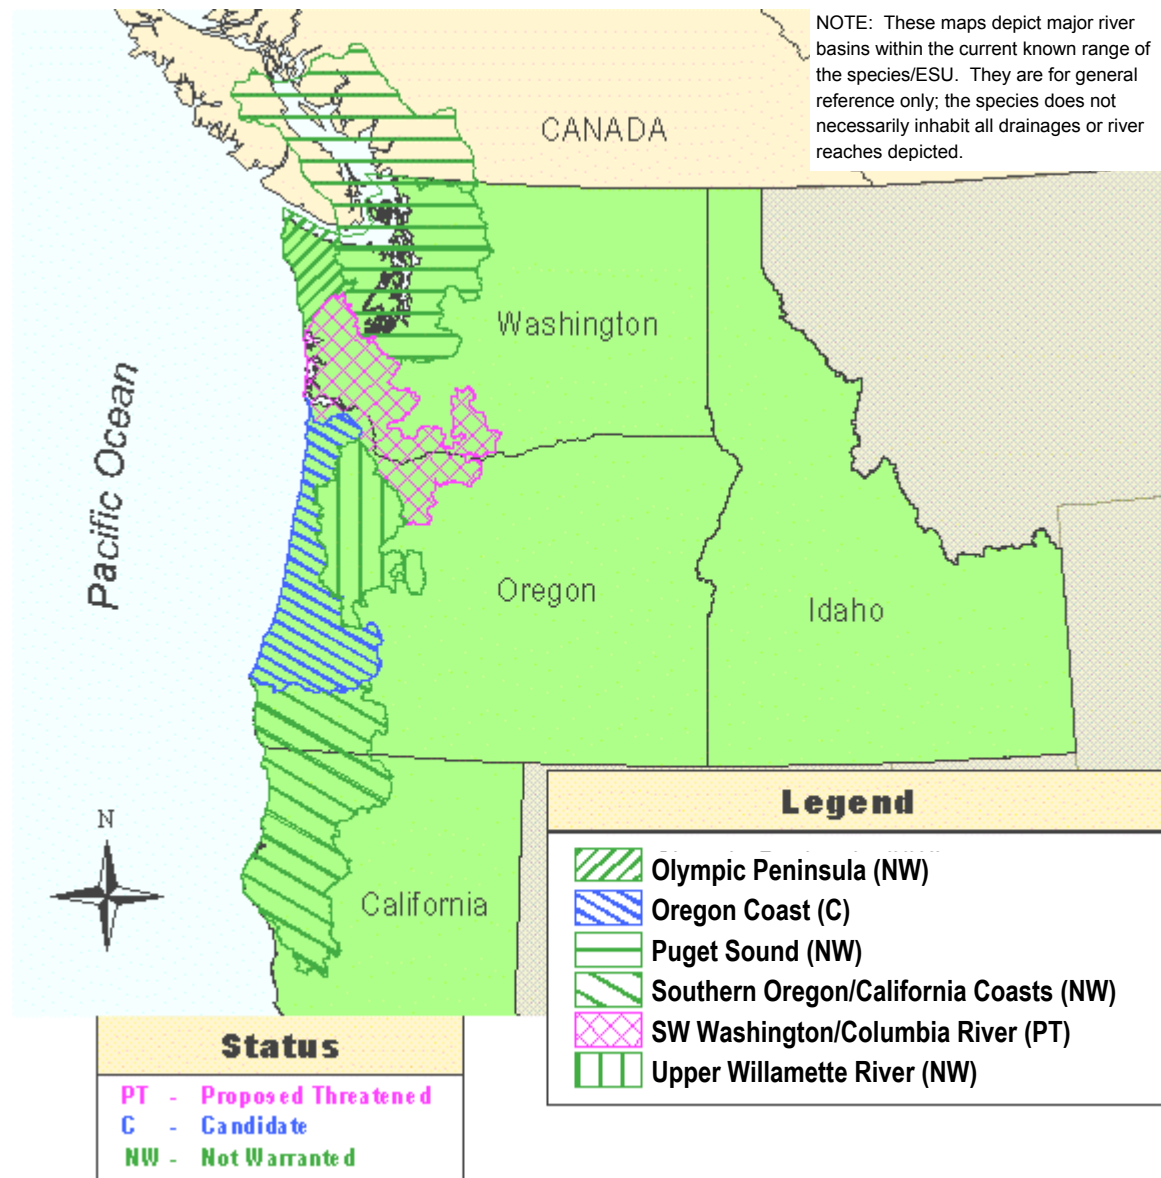 NOTE: These maps depict major river
basins within the current known range of
the species/ESU. They are for general
reference only; the species does not
necessarily inhabit all drainages or river
reaches depicted.
CANADA
Washington
Pacific Ocean
Oregon
Idaho
California
N
Legend
Olympic Peninsula (NW)
Oregon Coast (C)
Puget Sound (NW)
Southern Oregon/California Coasts (NW)
SW Washington/Columbia River (PT)
Upper Willamette River (NW)
Status
PT - Proposed Threatened
C - Candidate
NW - Not Warranted